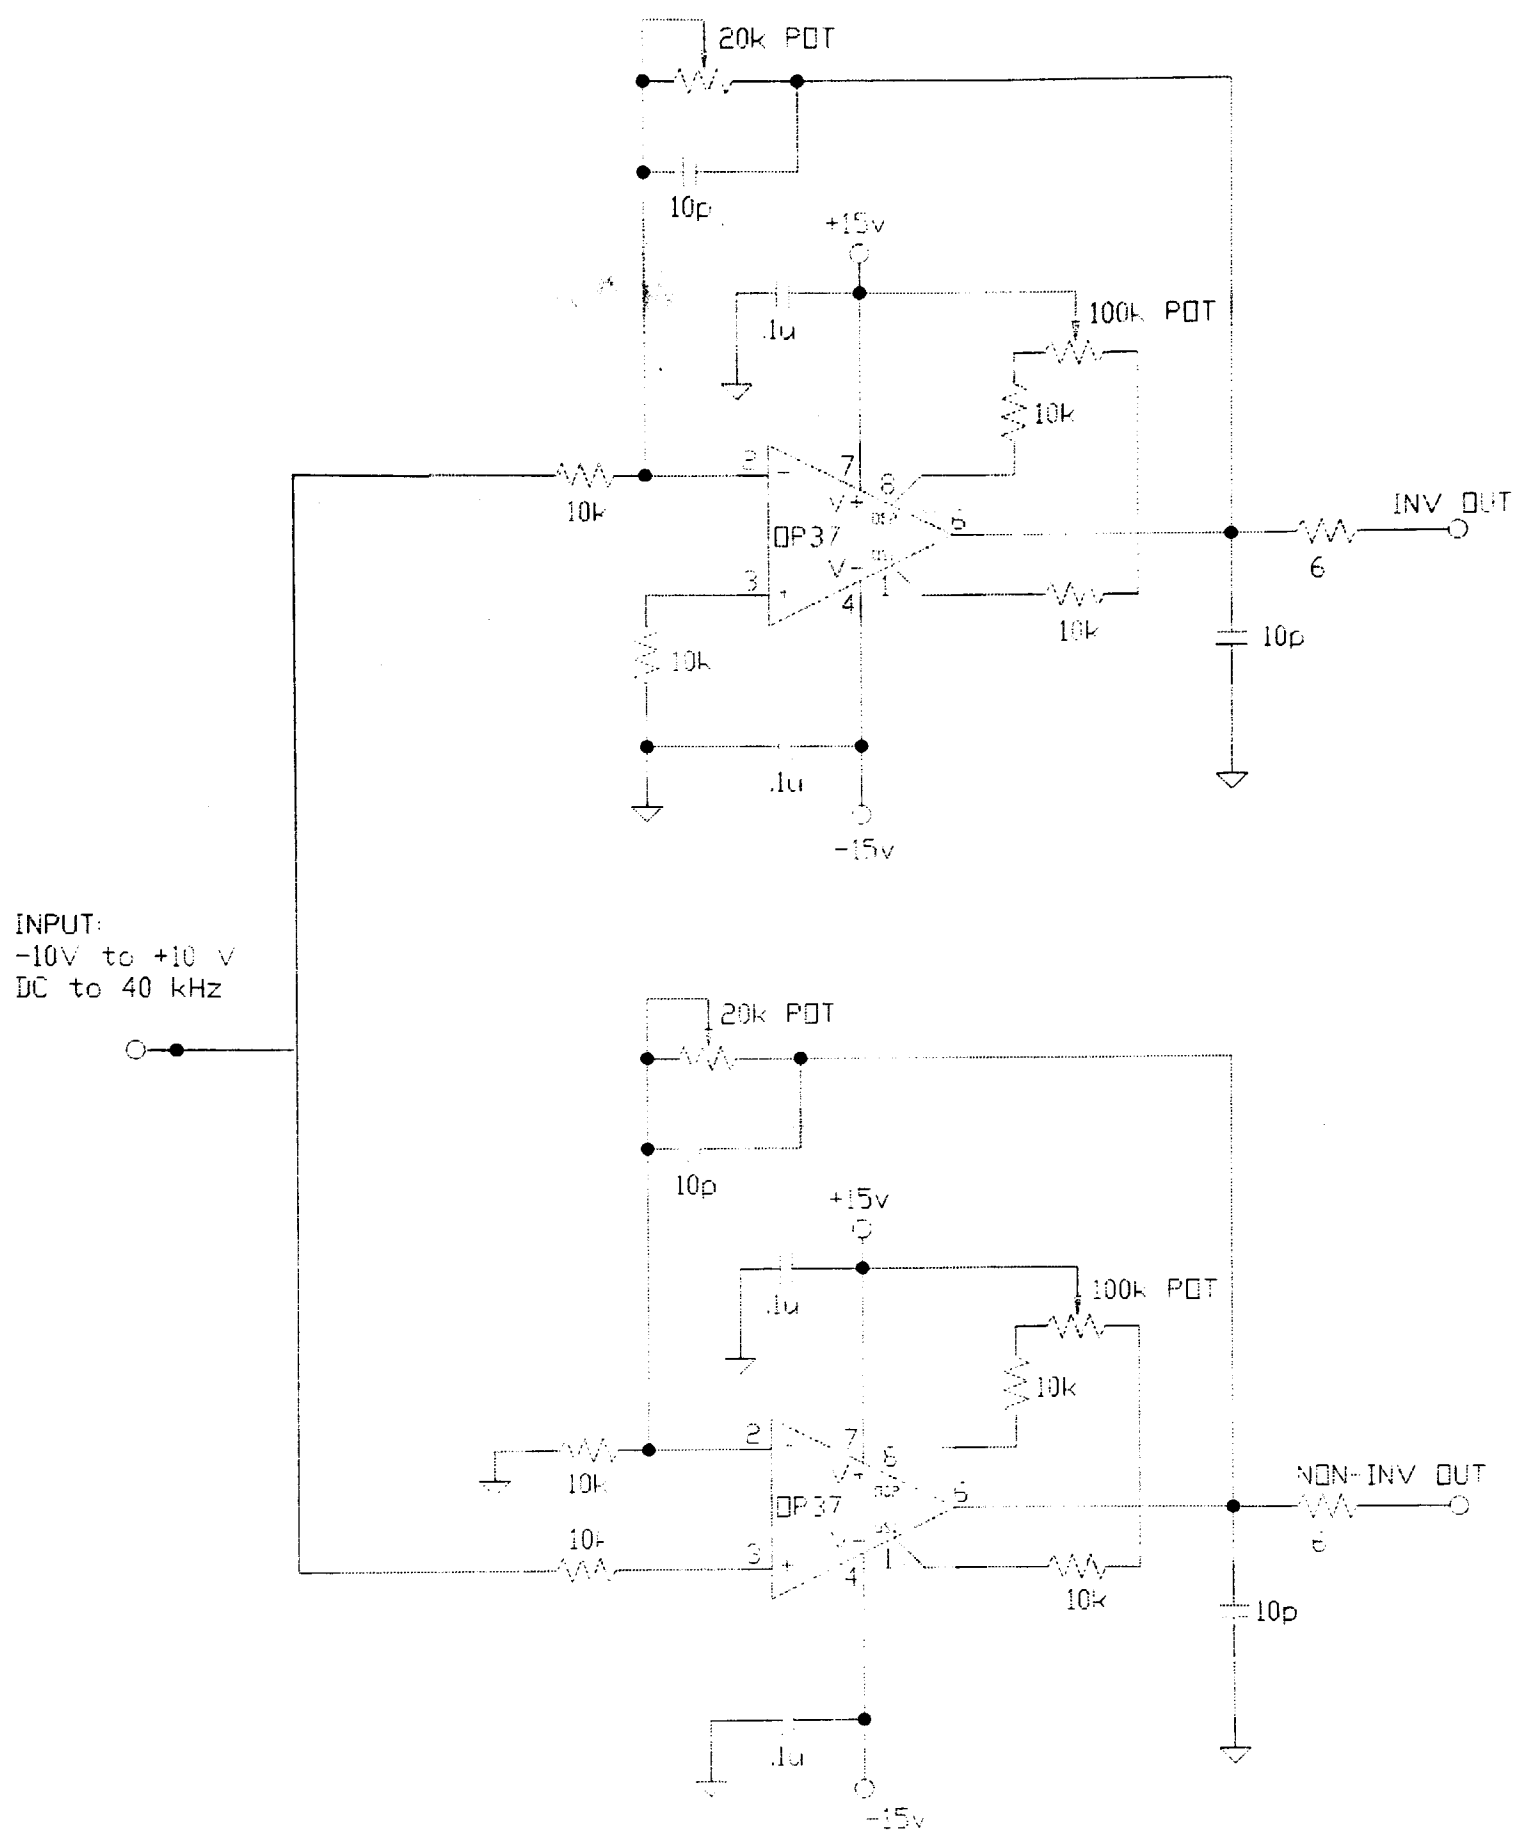 20k POT
10p
+15v
.1u
100k POT
10k
2
7
8
-
V+
10k
OP37
6
INV OUT
V-
6
3
+
1
4
10k
10k
10p
.1u
-15v
INPUT:
-10V to +10 V
DC to 40 kHz
20k POT
10p
+15v
.1u
100k POT
10k
2
7
8
-
V+
10k
OP37
6
NON-INV OUT
10k
V-
6
3
+
1
4
10k
10p
.1u
-15v